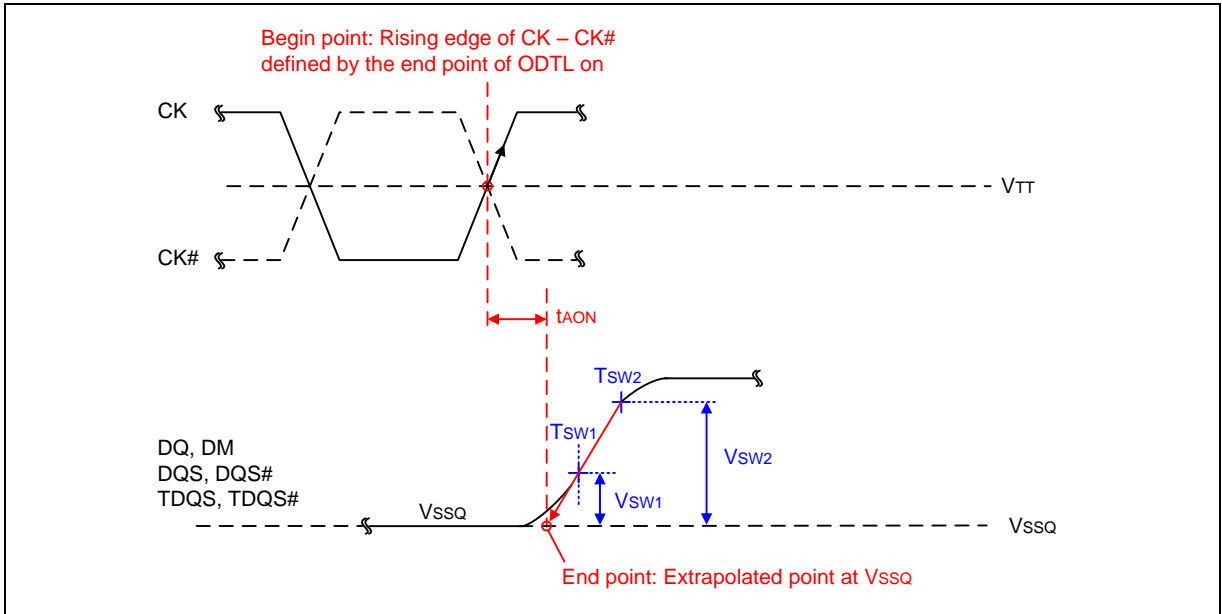 Begin point: Rising edge of CK – CK#
defined by the end point of ODTL on
CK
VTT
CK#
tAON
TSW2
TSW1
DQ, DM
DQS, DQS#
TDQS, TDQS#
VSW2
VSW1
VSSQ
VSSQ
End point: Extrapolated point at VSSQ